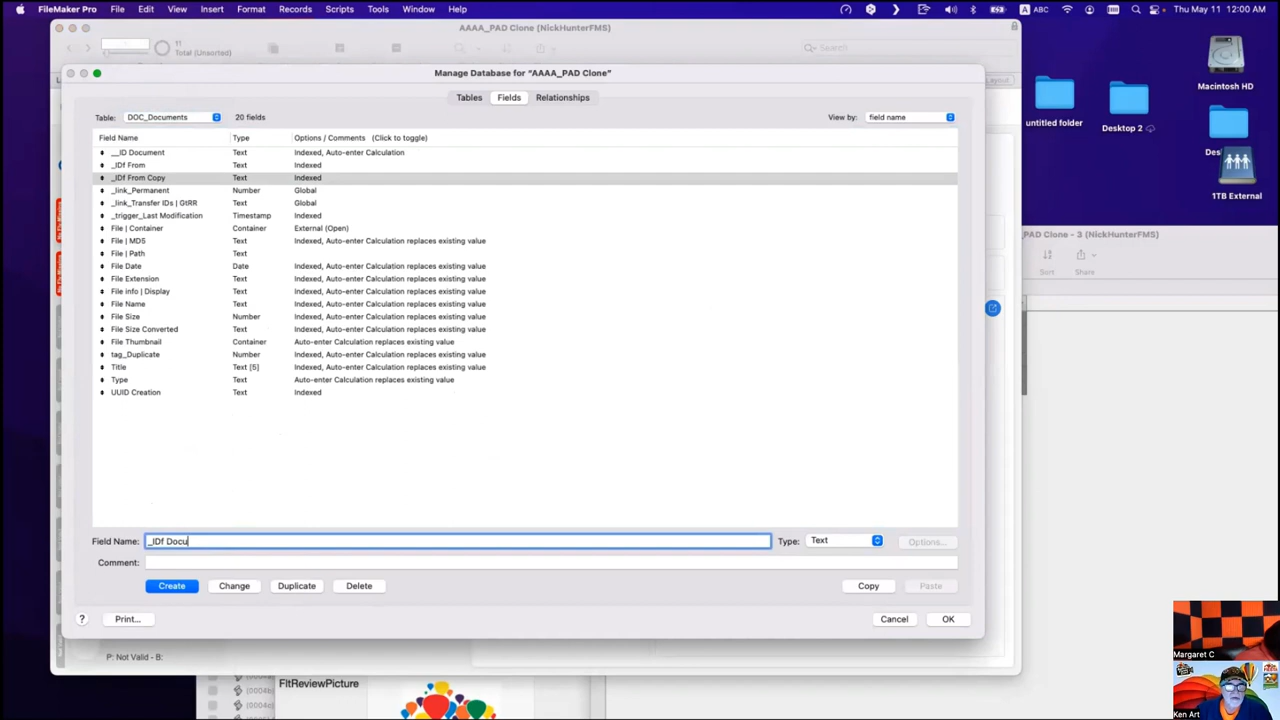 FileMaker Pro File Edit View Insert Format Records Scripts Tools Window Help ABC Thu May 11 12:00 AM
AAAA_PAD Clone (NickHunterFMS)
11
Total (Unsorted)
Search
Manage Database for "AAAA_PAD Clone"
Tables Fields Relationships
Table: DOC_Documents 20 fields View by: field name
Field Name Type Options / Comments (Click to toggle)
__ID Document Text Indexed, Auto-enter Calculation
_IDf From Text Indexed
_IDf From Copy Text Indexed
_link_Permanent Number Global
_link_Transfer IDs | GtRR Text Global
_trigger_Last Modification Timestamp Indexed
File | Container Container External (Open)
File | MD5 Text Indexed, Auto-enter Calculation replaces existing value
File | Path Text
File Date Date Indexed, Auto-enter Calculation replaces existing value
File Extension Text Indexed, Auto-enter Calculation replaces existing value
File info | Display Text Indexed, Auto-enter Calculation replaces existing value
File Name Text Indexed, Auto-enter Calculation replaces existing value
File Size Number Indexed, Auto-enter Calculation replaces existing value
File Size Converted Text Indexed, Auto-enter Calculation replaces existing value
File Thumbnail Container Auto-enter Calculation replaces existing value
tag_Duplicate Number Indexed, Auto-enter Calculation replaces existing value
Title Text [5] Indexed, Auto-enter Calculation replaces existing value
Type Text Auto-enter Calculation replaces existing value
UUID Creation Text Indexed
Field Name: _IDf Docu Type: Text Options...
Comment:
Create Change Duplicate Delete Copy Paste
? Print... Cancel OK
P: Not Valid - B:
FitReviewPicture
Macintosh HD
untitled folder
Desktop 2
1TB External
_PAD Clone - 3 (NickHunterFMS)
Sort Share
Margaret C
Ken Art